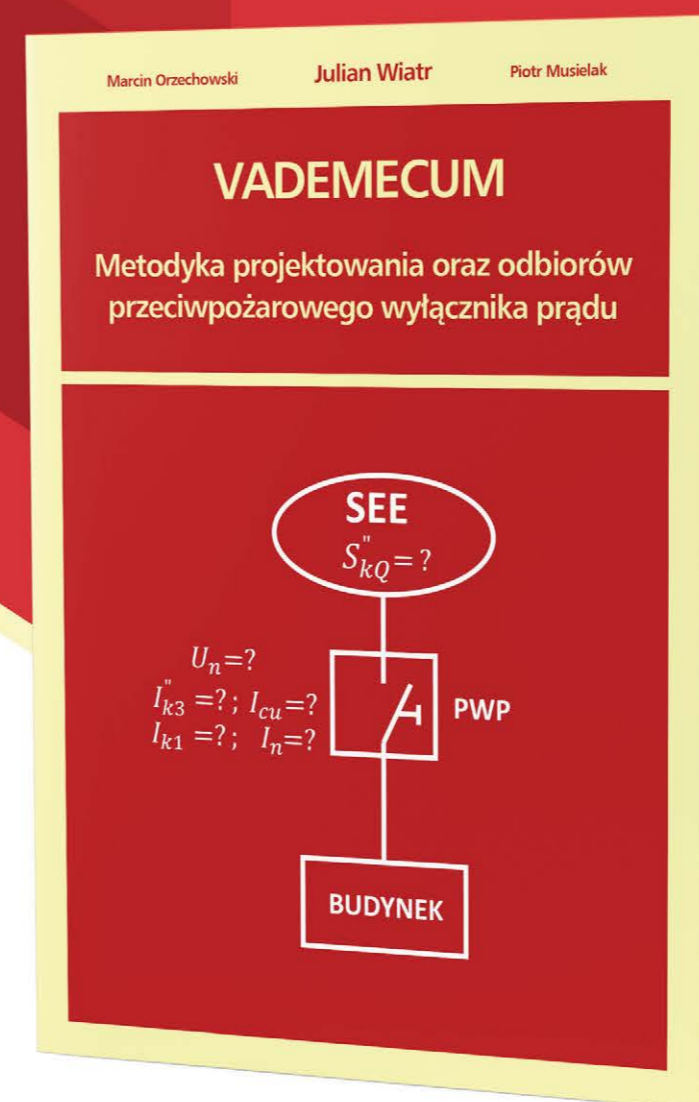 Marcin Orzechowski Julian Wiatr Piotr Musielak
VADEMECUM
Metodyka projektowania oraz odbiorów
przeciwpożarowego wyłącznika prądu
SEE
S"kQ = ?
Un=?
I"k3 =?; Icu=?
Ik1 =?; In=?
PWP
BUDYNEK